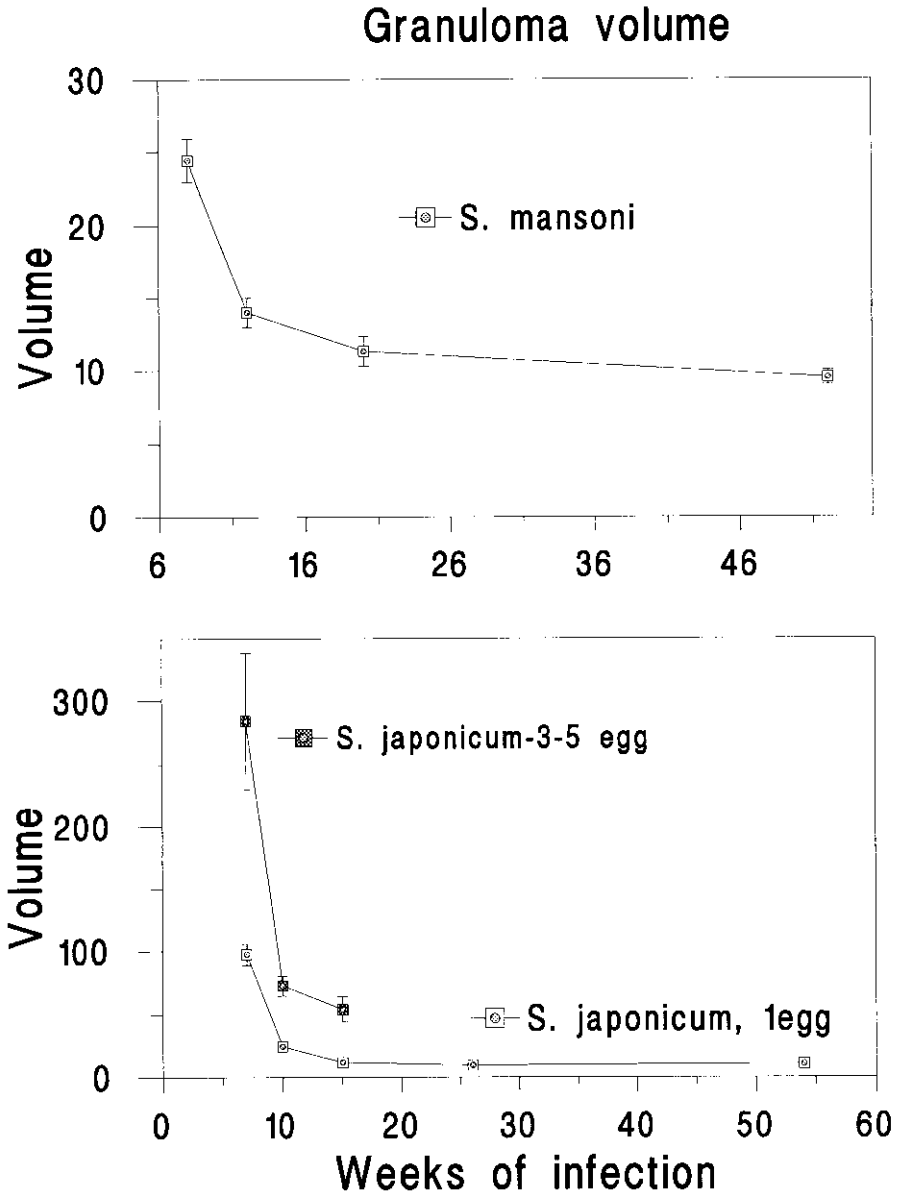 Granuloma volume
30
20
10
0
Volume
S. mansoni
6 16 26 36 46
300
200
100
0
Volume
S. japonicum-3-5 egg
S. japonicum, 1egg
0 10 20 30 40 50 60
Weeks of infection